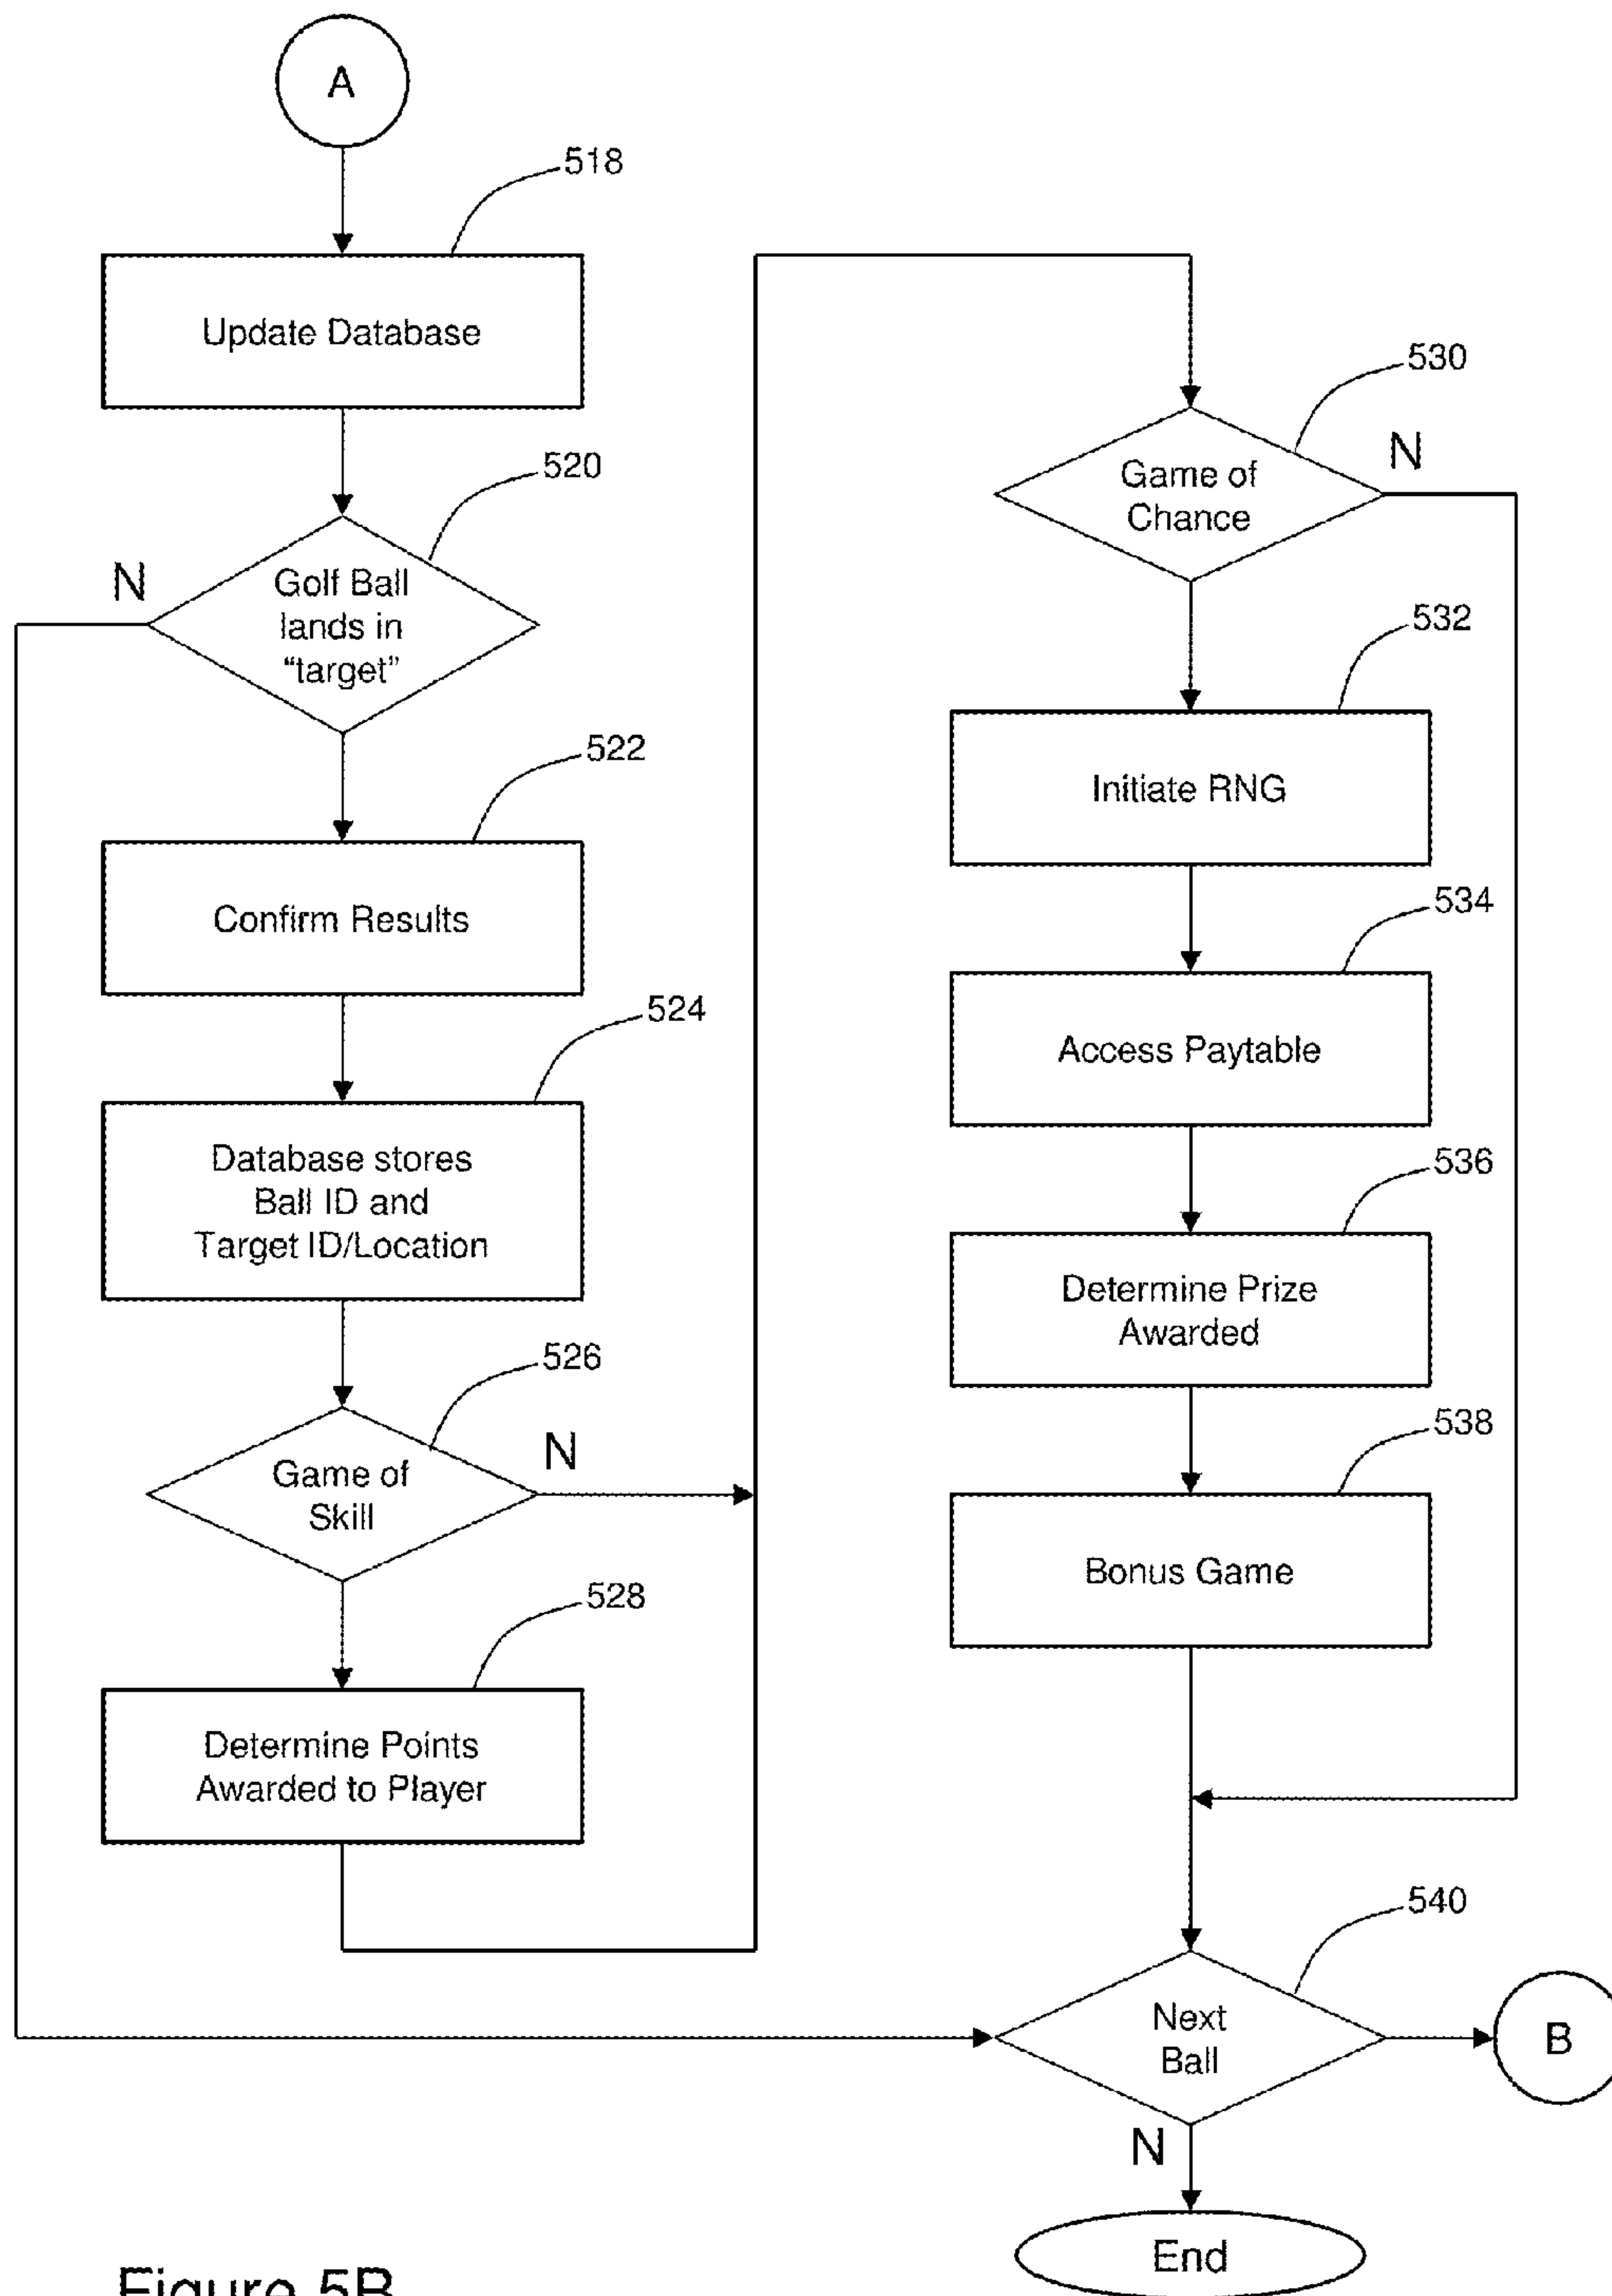 A
518
Update Database
520
N
Golf Ball
lands in
“target”
522
Confirm Results
524
Database stores
Ball ID and
Target ID/Location
526
N
Game of
Skill
528
Determine Points
Awarded to Player
530
N
Game of
Chance
532
Initiate RNG
534
Access Paytable
536
Determine Prize
Awarded
538
Bonus Game
540
Next
Ball
B
N
End
Figure 5B